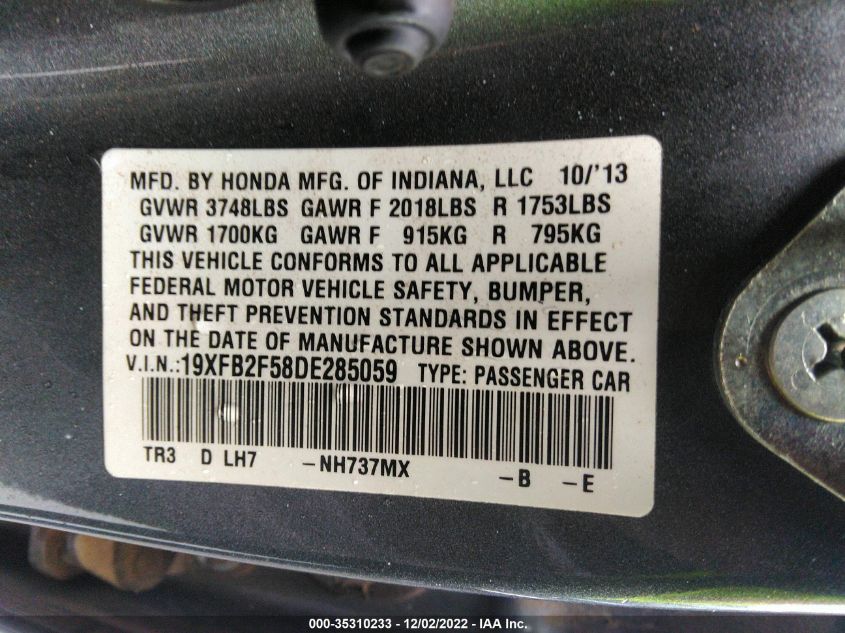 MFD. BY HONDA MFG. OF INDIANA, LLC 10/'13
GVWR 3748LBS GAWR F 2018LBS R 1753LBS
GVWR 1700KG GAWR F 915KG R 795KG
THIS VEHICLE CONFORMS TO ALL APPLICABLE
FEDERAL MOTOR VEHICLE SAFETY, BUMPER,
AND THEFT PREVENTION STANDARDS IN EFFECT
ON THE DATE OF MANUFACTURE SHOWN ABOVE.
V.I.N.:19XFB2F58DE285059 TYPE: PASSENGER CAR
TR3 D LH7 –NH737MX –B –E
000-35310233 - 12/02/2022 - IAA Inc.